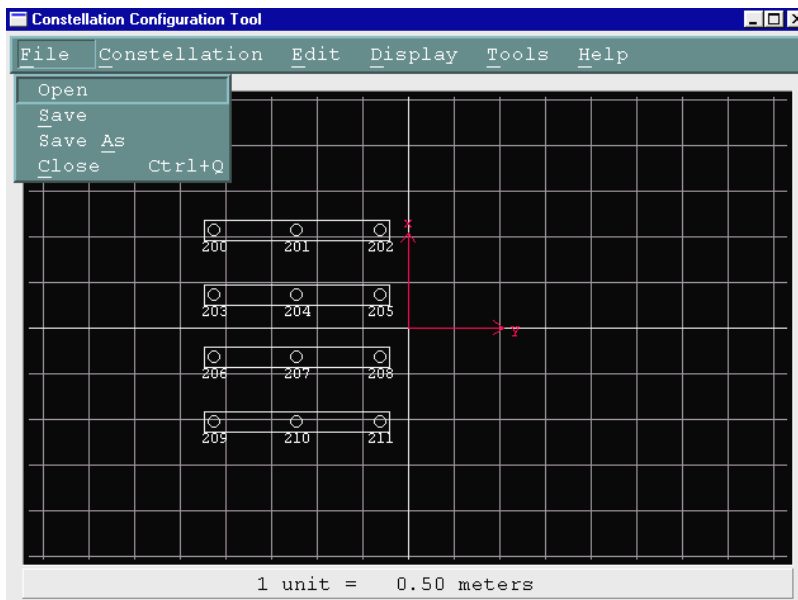 Constellation Configuration Tool
File Constellation Edit Display Tools Help
Open
Save
Save As
Close Ctrl+Q
X
200 201 202
203 204 205
Y
206 207 208
209 210 211
1 unit = 0.50 meters